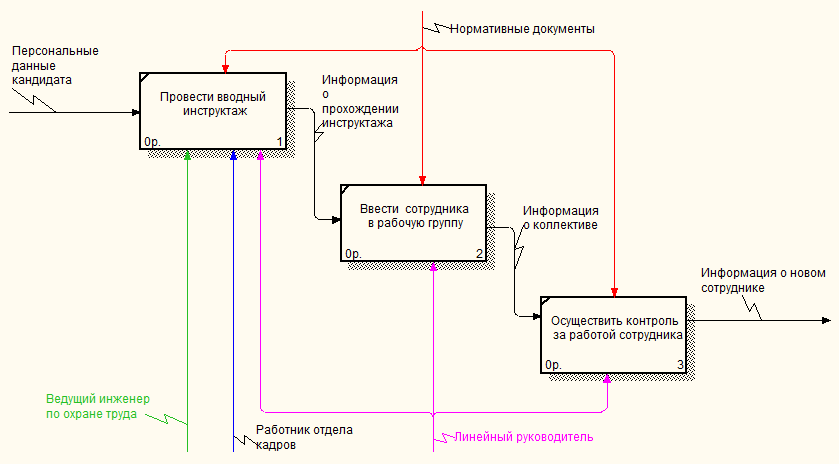 Нормативные документы
Персональные
данные
кандидата
Провести вводный
инструктаж
0р.
1
Информация
о
прохождении
инструктажа
Ввести сотрудника
в рабочую группу
0р.
2
Информация
о коллективе
Осуществить контроль
за работой сотрудника
0р.
3
Информация о новом
сотруднике
Ведущий инженер
по охране труда
Работник отдела
кадров
Линейный руководитель